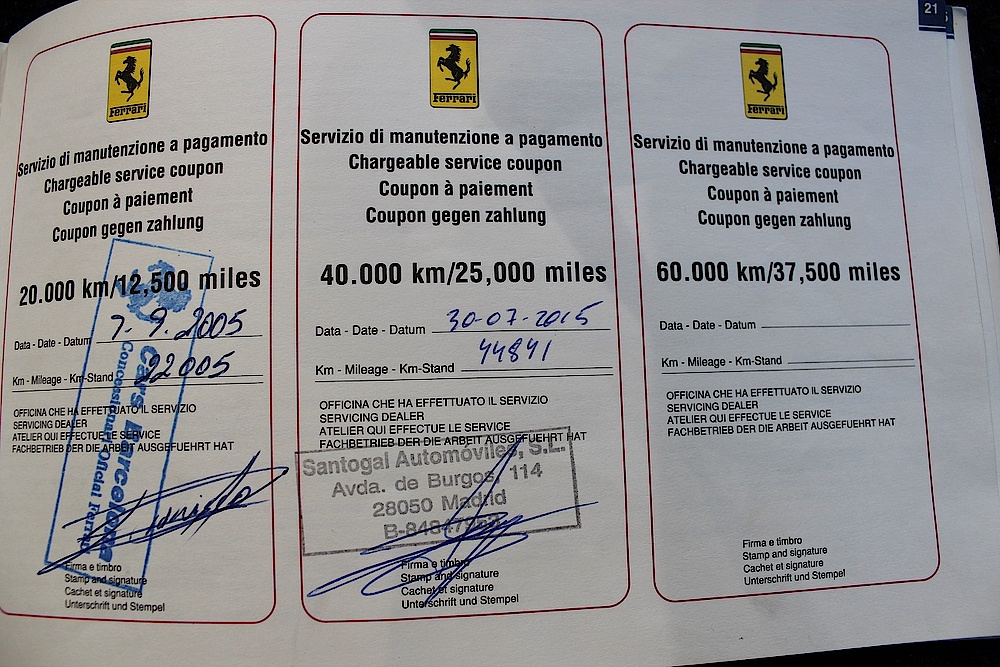 21
Ferrari
Servizio di manutenzione a pagamento
Chargeable service coupon
Coupon à paiement
Coupon gegen zahlung
20.000 km/12,500 miles
Data - Date - Datum 7-9-2005
Km - Mileage - Km-Stand 22005
OFFICINA CHE HA EFFETTUATO IL SERVIZIO
SERVICING DEALER
ATELIER QUI EFFECTUE LE SERVICE
FACHBETRIEB DER DIE ARBEIT AUSGEFUEHRT HAT
Cars Barcelona
Concessionari Oficial Ferrari
Firma e timbro
Stamp and signature
Cachet et signature
Unterschrift und Stempel
Ferrari
Servizio di manutenzione a pagamento
Chargeable service coupon
Coupon à paiement
Coupon gegen zahlung
40.000 km/25,000 miles
Data - Date - Datum 30-07-2015
Km - Mileage - Km-Stand 44841
OFFICINA CHE HA EFFETTUATO IL SERVIZIO
SERVICING DEALER
ATELIER QUI EFFECTUE LE SERVICE
FACHBETRIEB DER DIE ARBEIT AUSGEFUEHRT HAT
Santogal Automóviles, S.L.
Avda. de Burgos, 114
28050 Madrid
Firma e timbro
Stamp and signature
Cachet et signature
Unterschrift und Stempel
Ferrari
Servizio di manutenzione a pagamento
Chargeable service coupon
Coupon à paiement
Coupon gegen zahlung
60.000 km/37,500 miles
Data - Date - Datum
Km - Mileage - Km-Stand
OFFICINA CHE HA EFFETTUATO IL SERVIZIO
SERVICING DEALER
ATELIER QUI EFFECTUE LE SERVICE
FACHBETRIEB DER DIE ARBEIT AUSGEFUEHRT HAT
Firma e timbro
Stamp and signature
Cachet et signature
Unterschrift und Stempel